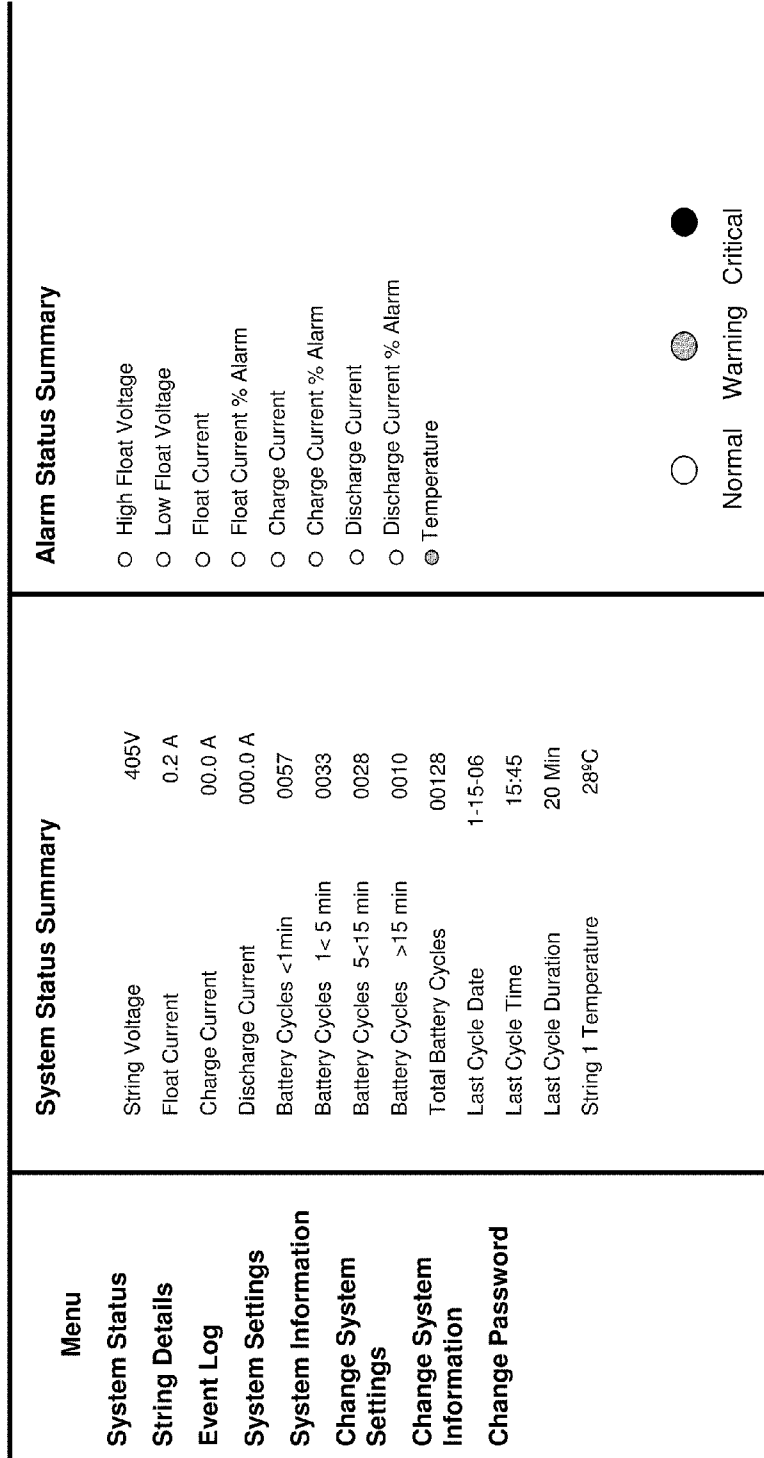 Menu
System Status
String Details
Event Log
System Settings
System Information
Change System
Settings
Change System
Information
Change Password
System Status Summary
String Voltage 405V
Float Current 0.2 A
Charge Current 00.0 A
Discharge Current 000.0 A
Battery Cycles <1min 0057
Battery Cycles 1< 5 min 0033
Battery Cycles 5<15 min 0028
Battery Cycles >15 min 0010
Total Battery Cycles 00128
Last Cycle Date 1-15-06
Last Cycle Time 15:45
Last Cycle Duration 20 Min
String 1 Temperature 28ºC
Alarm Status Summary
High Float Voltage
Low Float Voltage
Float Current
Float Current % Alarm
Charge Current
Charge Current % Alarm
Discharge Current
Discharge Current % Alarm
Temperature
Normal Warning Critical